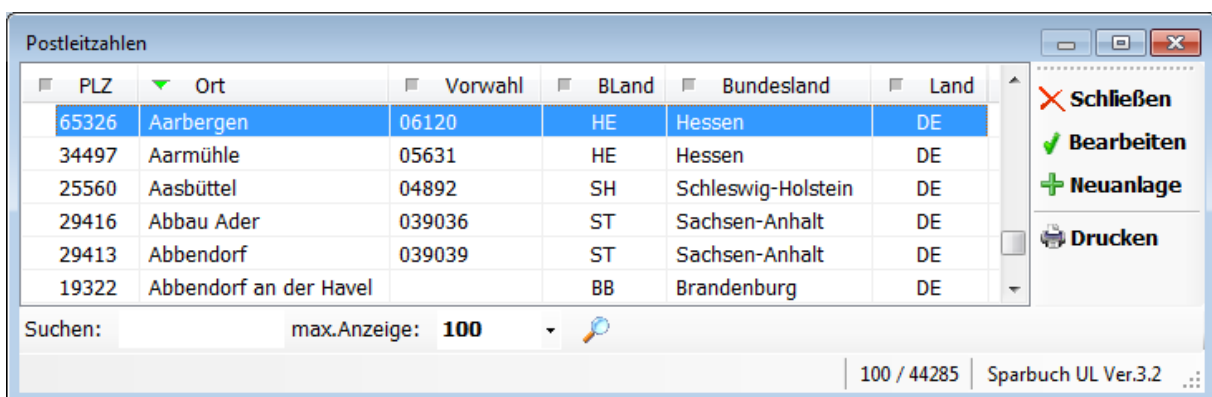 Postleitzahlen
PLZ Ort Vorwahl BLand Bundesland Land
65326 Aarbergen 06120 HE Hessen DE
34497 Aarmühle 05631 HE Hessen DE
25560 Aasbüttel 04892 SH Schleswig-Holstein DE
29416 Abbau Ader 039036 ST Sachsen-Anhalt DE
29413 Abbendorf 039039 ST Sachsen-Anhalt DE
19322 Abbendorf an der Havel BB Brandenburg DE
Schließen
Bearbeiten
Neuanlage
Drucken
Suchen: max.Anzeige: 100
100 / 44285 Sparbuch UL Ver.3.2